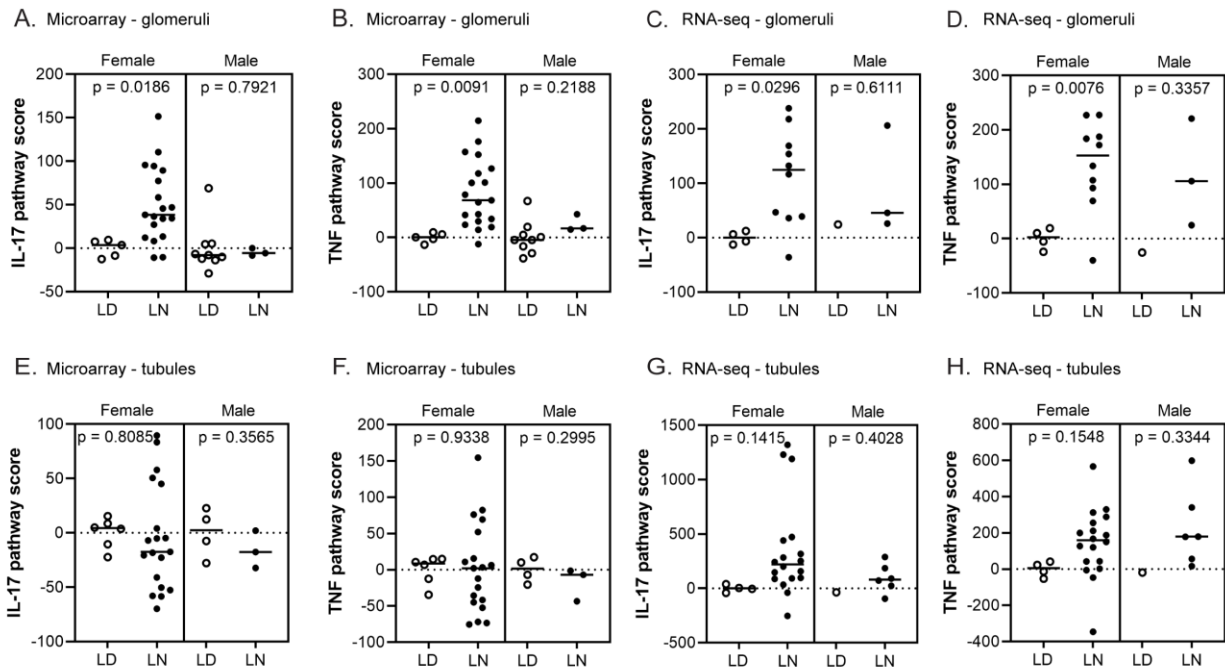 A. Microarray - glomeruli
Female Male
p = 0.0186 p = 0.7921
IL-17 pathway score
200
150
100
50
0
-50
LD LN LD LN
B. Microarray - glomeruli
Female Male
p = 0.0091 p = 0.2188
TNF pathway score
300
200
100
0
-100
LD LN LD LN
C. RNA-seq - glomeruli
Female Male
p = 0.0296 p = 0.6111
IL-17 pathway score
300
200
100
0
-100
LD LN LD LN
D. RNA-seq - glomeruli
Female Male
p = 0.0076 p = 0.3357
TNF pathway score
300
200
100
0
-100
LD LN LD LN
E. Microarray - tubules
Female Male
p = 0.8085 p = 0.3565
IL-17 pathway score
100
50
0
-50
-100
LD LN LD LN
F. Microarray - tubules
Female Male
p = 0.9338 p = 0.2995
TNF pathway score
200
150
100
50
0
-50
-100
LD LN LD LN
G. RNA-seq - tubules
Female Male
p = 0.1415 p = 0.4028
IL-17 pathway score
1500
1000
500
0
-500
LD LN LD LN
H. RNA-seq - tubules
Female Male
p = 0.1548 p = 0.3344
TNF pathway score
800
600
400
200
0
-200
-400
LD LN LD LN